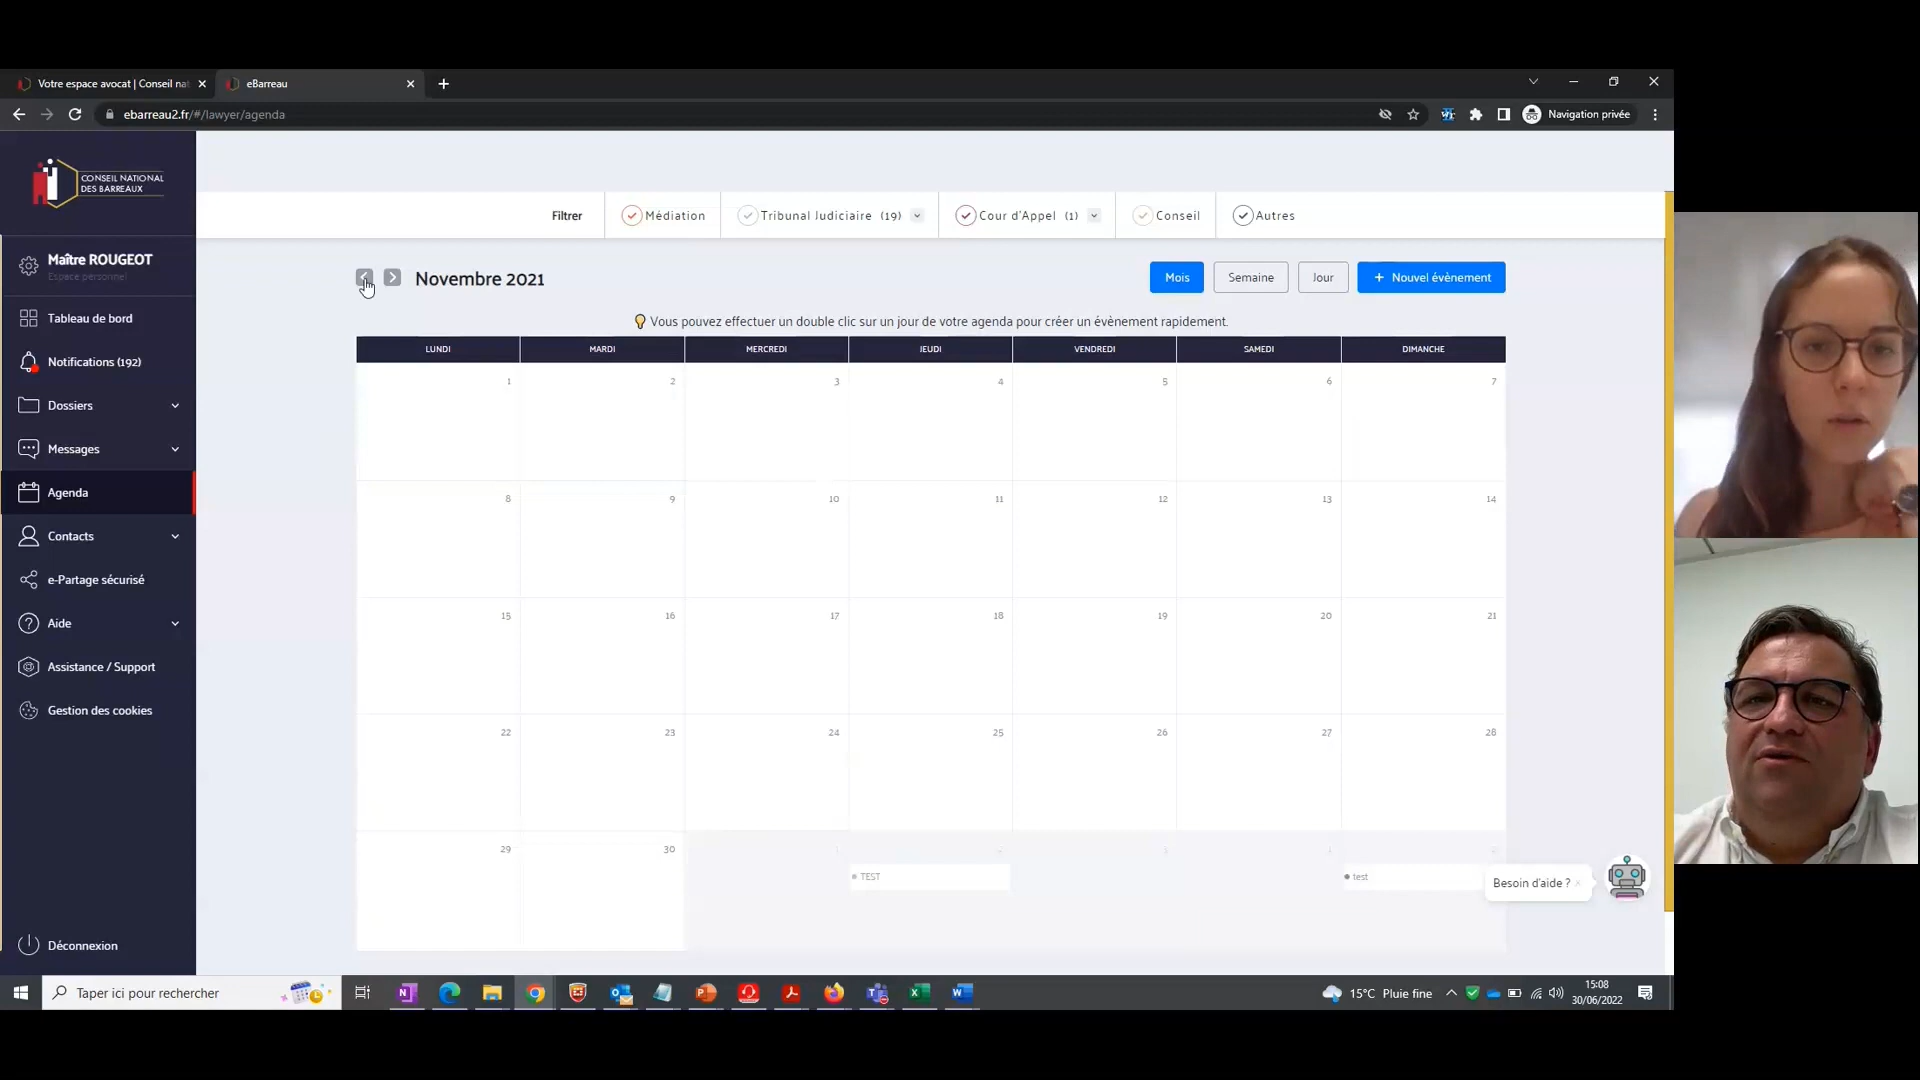 Votre espace avocat | Conseil nat
eBarreau
ebarreau2.fr/#/lawyer/agenda
Navigation privée
CONSEIL NATIONAL
DES BARREAUX
Filtrer
Médiation
Tribunal Judiciaire (19)
Cour d'Appel (1)
Conseil
Autres
Maître ROUGEOT
Espace personnel
Novembre 2021
Mois
Semaine
Jour
+ Nouvel évènement
Vous pouvez effectuer un double clic sur un jour de votre agenda pour créer un évènement rapidement.
Tableau de bord
Notifications (192)
Dossiers
Messages
Agenda
Contacts
e-Partage sécurisé
Aide
Assistance / Support
Gestion des cookies
Déconnexion
LUNDI MARDI MERCREDI JEUDI VENDREDI SAMEDI DIMANCHE
1 2 3 4 5 6 7
8 9 10 11 12 13 14
15 16 17 18 19 20 21
22 23 24 25 26 27 28
29 30
TEST
test
Besoin d'aide ?
Taper ici pour rechercher
15°C Pluie fine
15:08
30/06/2022